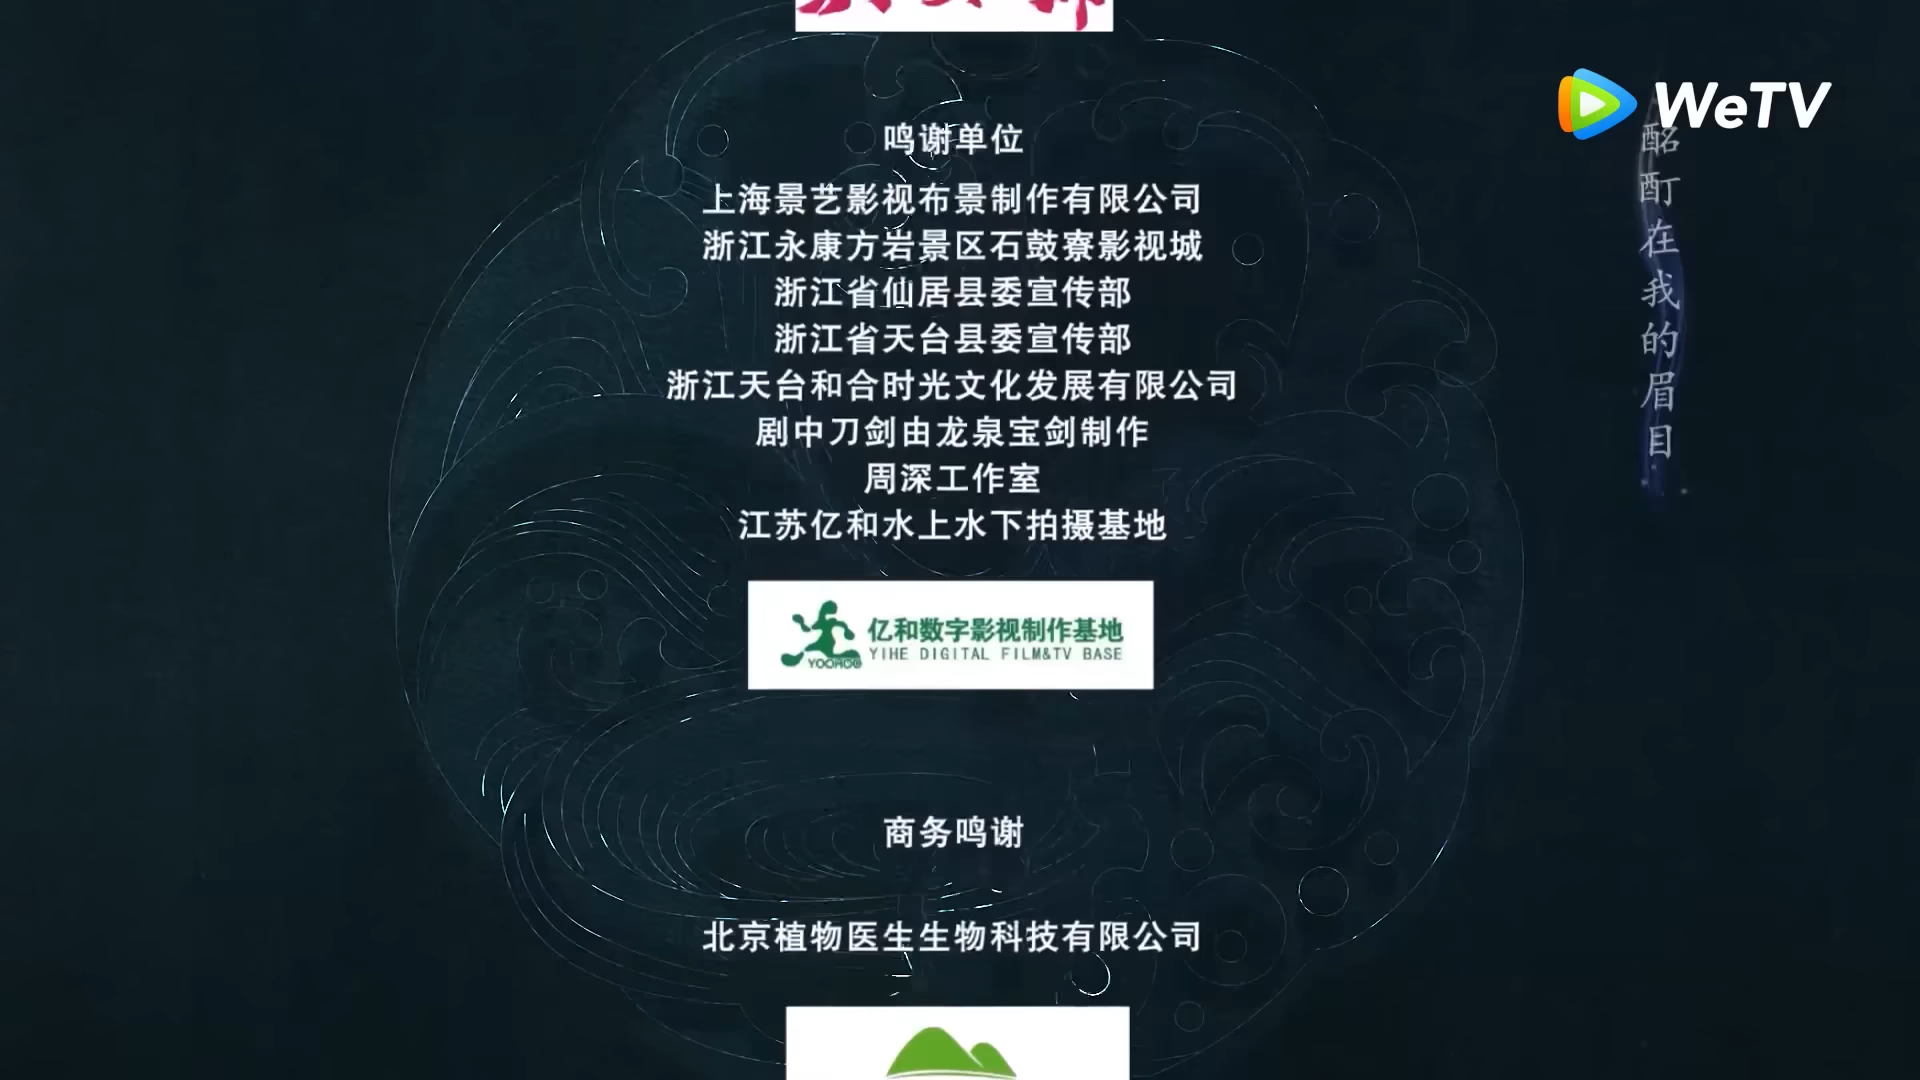 WeTV
鸣谢单位
上海景艺影视布景制作有限公司
浙江永康方岩景区石鼓寮影视城
浙江省仙居县委宣传部
浙江省天台县委宣传部
浙江天台和合时光文化发展有限公司
剧中刀剑由龙泉宝剑制作
周深工作室
江苏亿和水上水下拍摄基地
亿和数字影视制作基地
YIHE DIGITAL FILM&TV BASE
YOOHOO
商务鸣谢
北京植物医生生物科技有限公司
酩酊在我的眉目